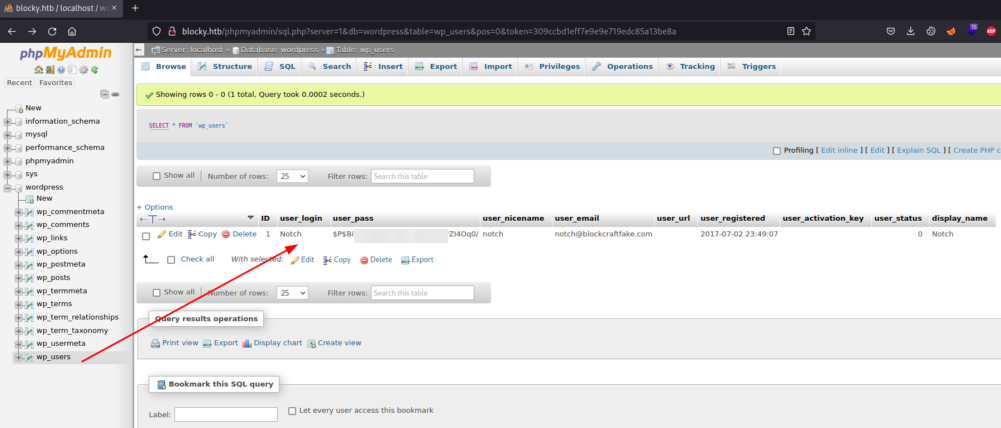 blocky.htb / localhost / w
blocky.htb/phpmyadmin/sql.php?server=1&db=wordpress&table=wp_users&pos=0&token=309ccbd1eff7e9e9e719edc85a13be8a
phpMyAdmin
Recent Favorites
New
information_schema
mysql
performance_schema
phpmyadmin
sys
wordpress
New
wp_commentmeta
wp_comments
wp_links
wp_options
wp_postmeta
wp_posts
wp_termmeta
wp_terms
wp_term_relationships
wp_term_taxonomy
wp_usermeta
wp_users
Server: localhost » Database: wordpress » Table: wp_users
Browse Structure SQL Search Insert Export Import Privileges Operations Tracking Triggers
Showing rows 0 - 0 (1 total, Query took 0.0002 seconds.)
SELECT * FROM `wp_users`
Profiling [ Edit inline ] [ Edit ] [ Explain SQL ] [ Create PHP c
Show all Number of rows: 25 Filter rows: Search this table
+ Options
←T→ ID user_login user_pass user_nicename user_email user_url user_registered user_activation_key user_status display_name
Edit Copy Delete 1 Notch $P$Bi ZI4Oq0/ notch notch@blockcraftfake.com 2017-07-02 23:49:07 0 Notch
Check all With selected: Edit Copy Delete Export
Show all Number of rows: 25 Filter rows: Search this table
Query results operations
Print view Export Display chart Create view
Bookmark this SQL query
Label: Let every user access this bookmark